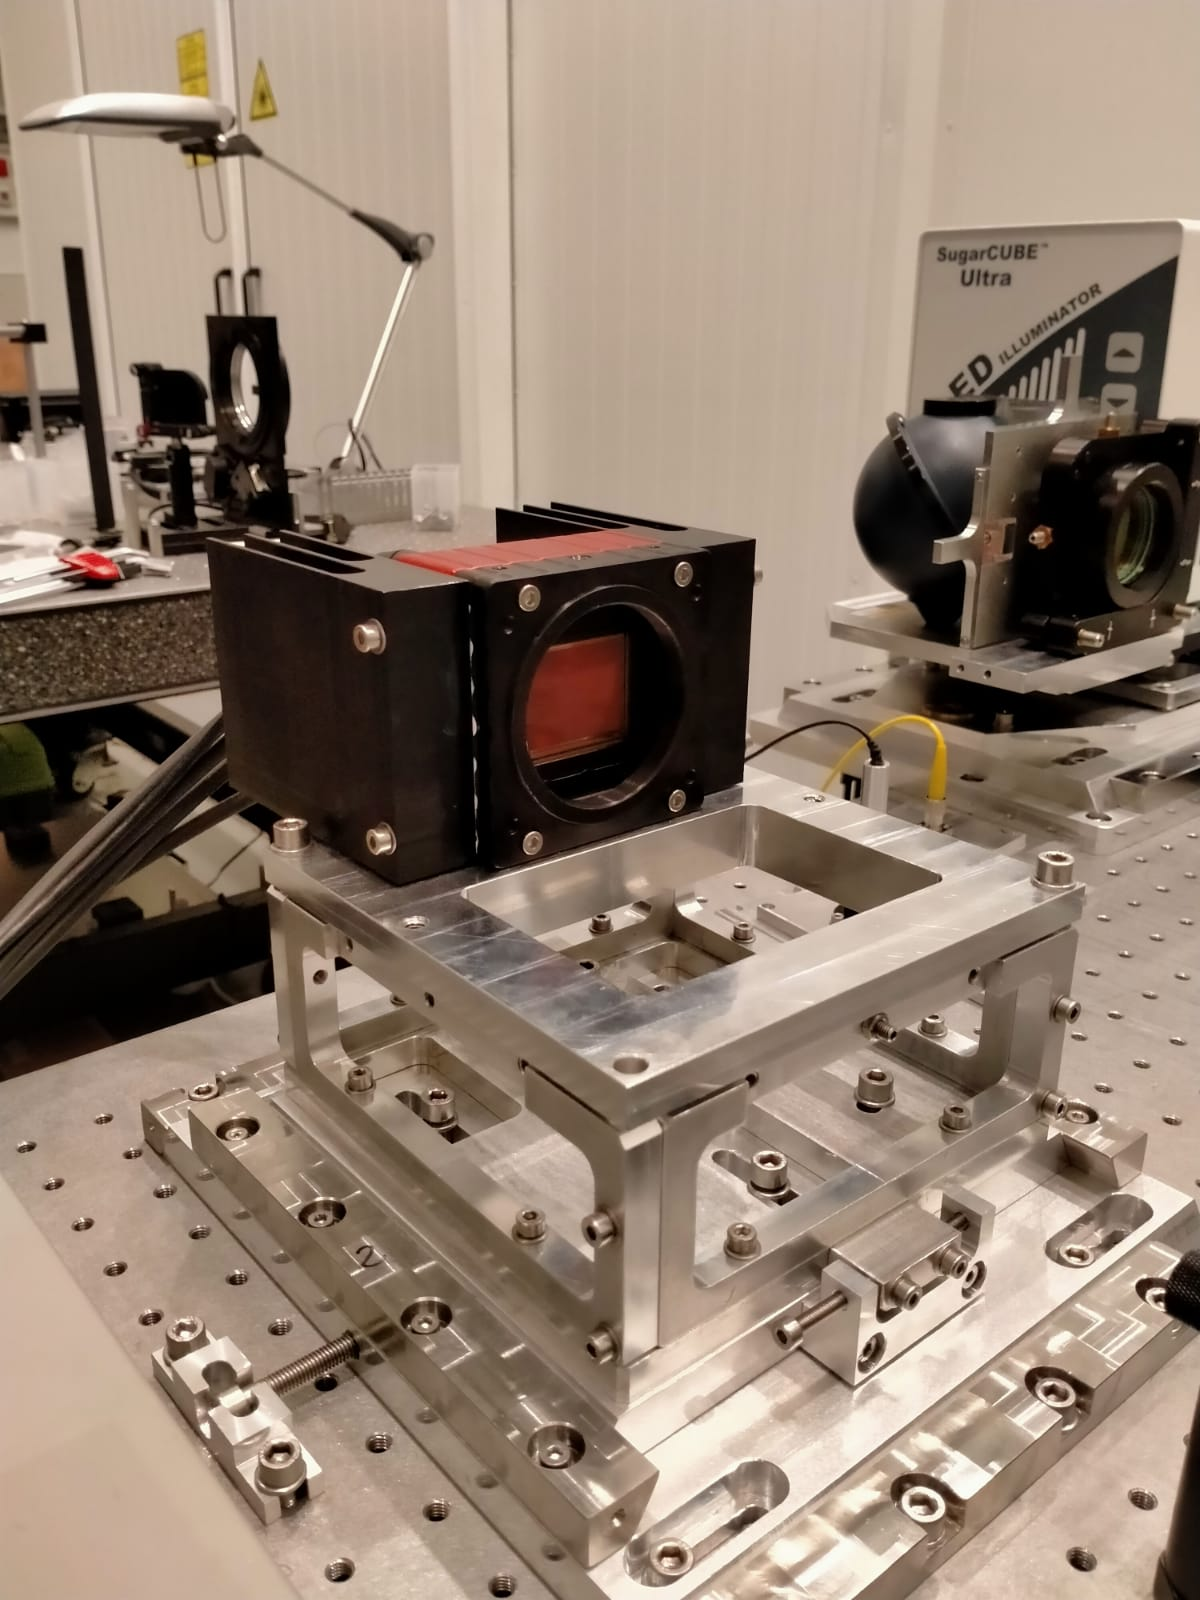 SugarCUBE™
Ultra
ED ILLUMINATOR
2